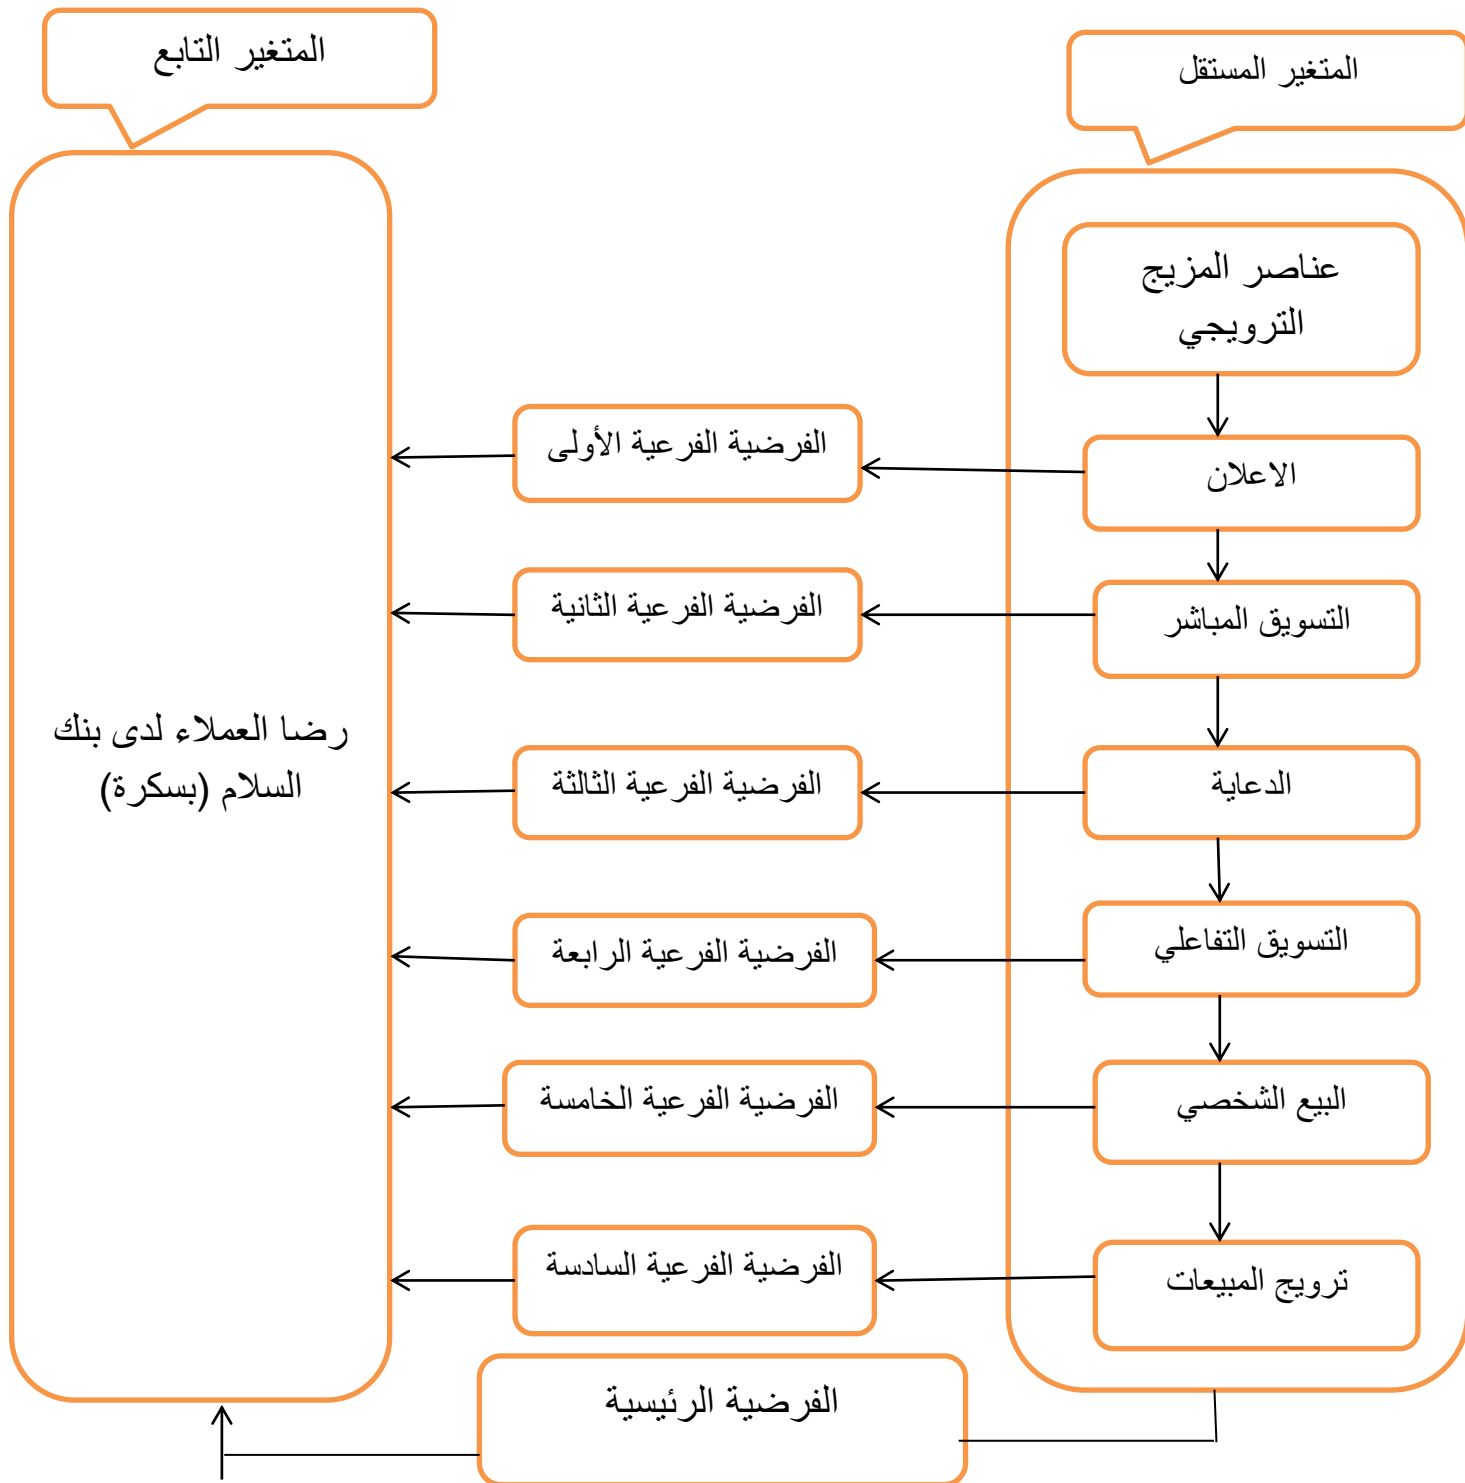 المتغير المستقل
المتغير التابع
عناصر المزيج
الترويجي
الاعلان
الفرضية الفرعية الأولى
التسويق المباشر
الفرضية الفرعية الثانية
الدعاية
الفرضية الفرعية الثالثة
رضا العملاء لدى بنك
السلام (بسكرة)
التسويق التفاعلي
الفرضية الفرعية الرابعة
البيع الشخصي
الفرضية الفرعية الخامسة
ترويج المبيعات
الفرضية الفرعية السادسة
الفرضية الرئيسية